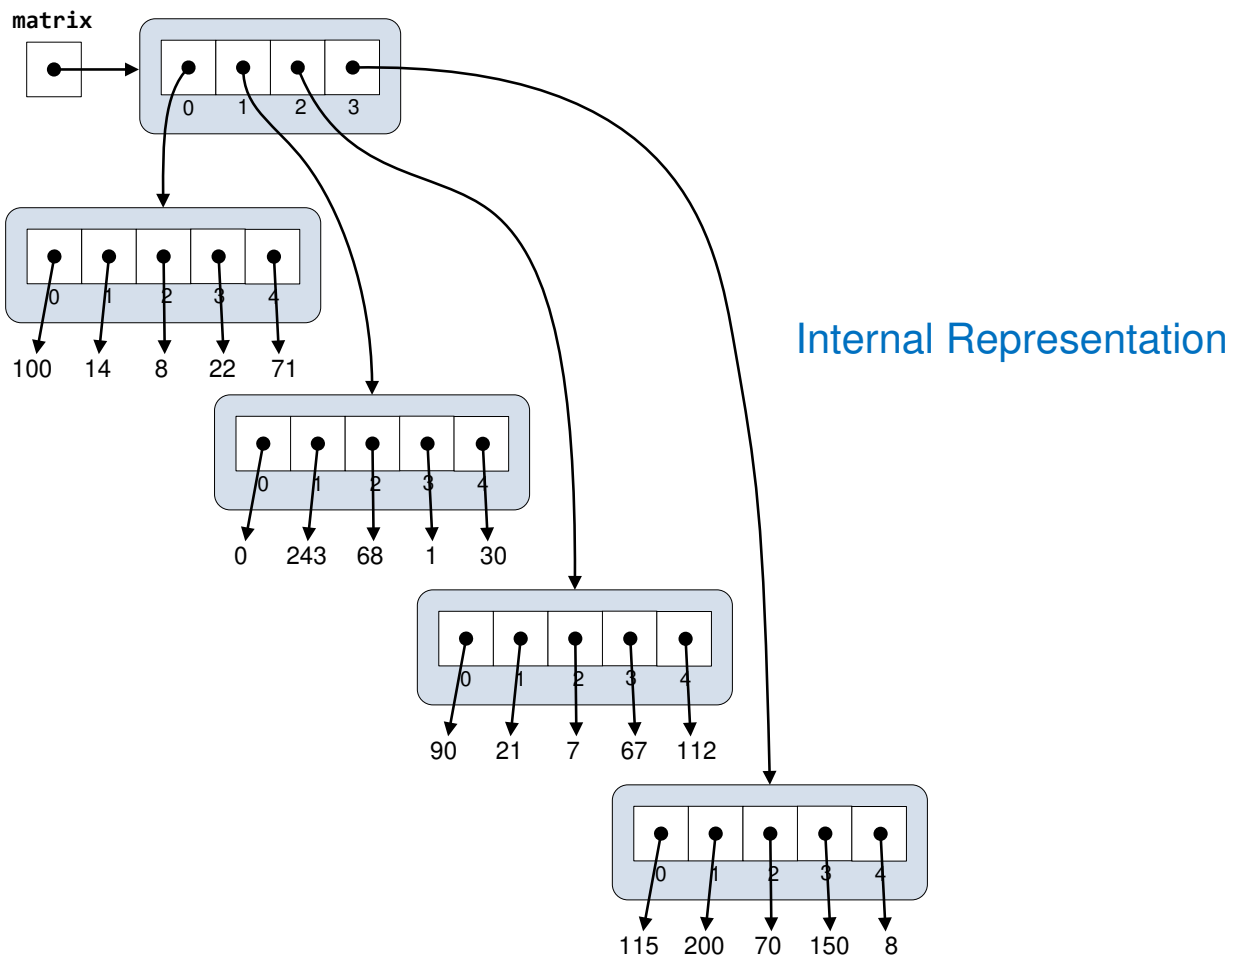 matrix
0 1 2 3
0 1 2 3 4
100 14 8 22 71
Internal Representation
0 1 2 3 4
0 243 68 1 30
0 1 2 3 4
90 21 7 67 112
0 1 2 3 4
115 200 70 150 8